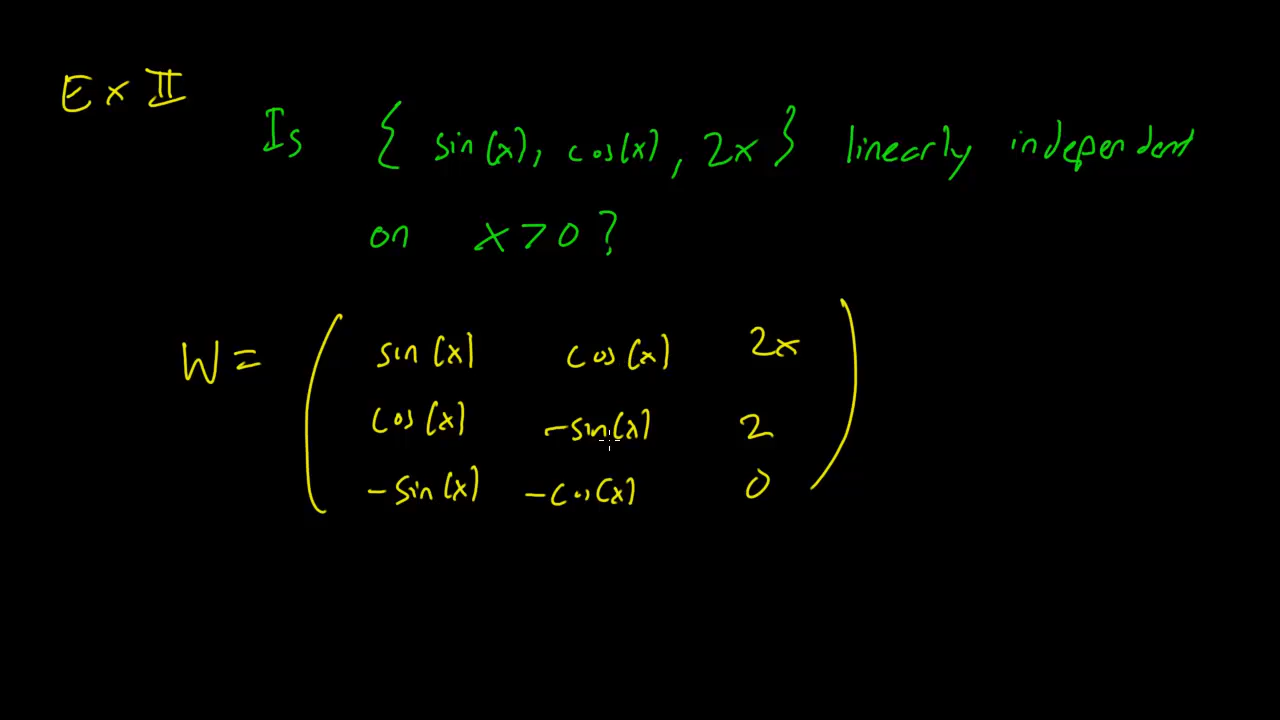 Ex II
Is { sin(x), cos(x), 2x } linearly independent
on x > 0 ?
W = ( sin(x) cos(x) 2x
cos(x) -sin(x) 2
-sin(x) -cos(x) 0 )